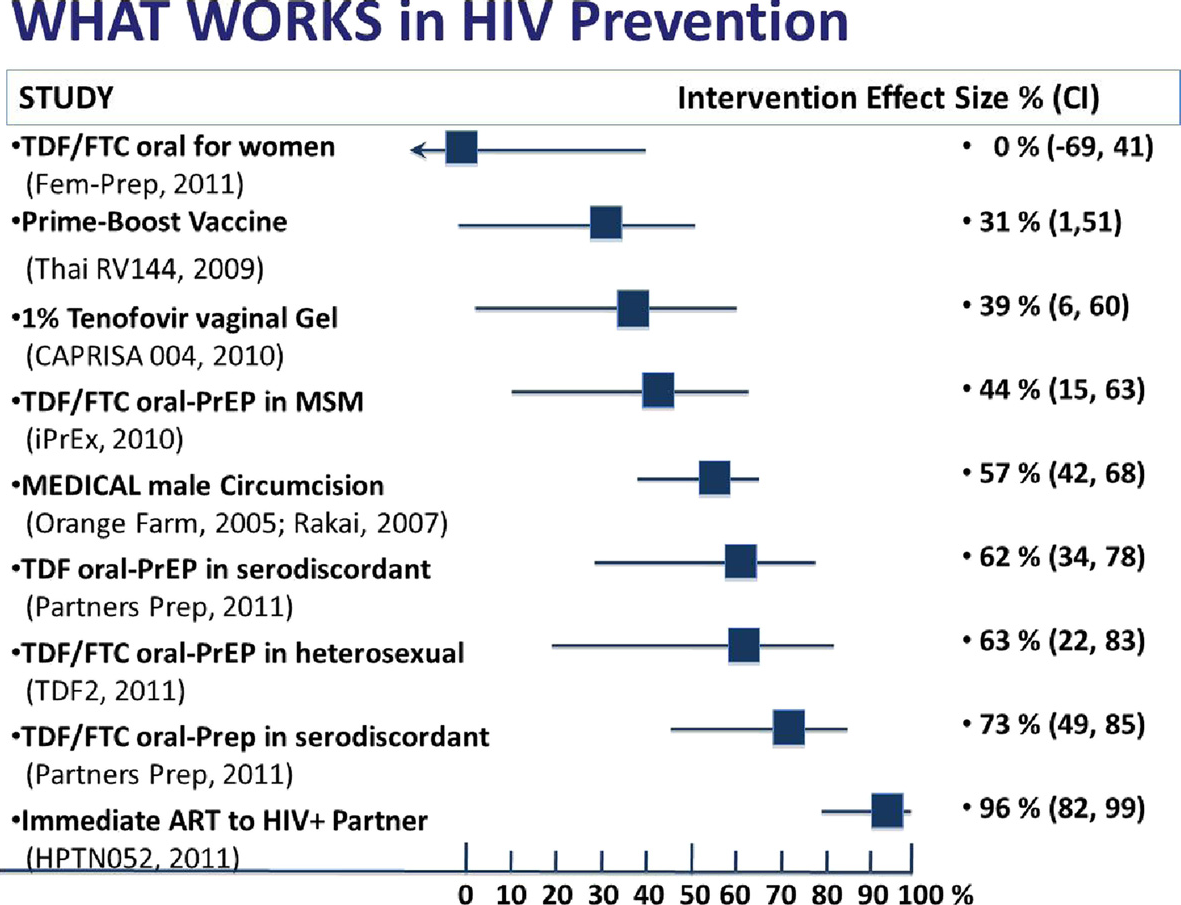 WHAT WORKS in HIV Prevention
STUDY Intervention Effect Size % (CI)
•TDF/FTC oral for women • 0 % (-69, 41)
(Fem-Prep, 2011)
•Prime-Boost Vaccine • 31 % (1,51)
(Thai RV144, 2009)
•1% Tenofovir vaginal Gel • 39 % (6, 60)
(CAPRISA 004, 2010)
•TDF/FTC oral-PrEP in MSM • 44 % (15, 63)
(iPrEx, 2010)
•MEDICAL male Circumcision • 57 % (42, 68)
(Orange Farm, 2005; Rakai, 2007)
•TDF oral-PrEP in serodiscordant • 62 % (34, 78)
(Partners Prep, 2011)
•TDF/FTC oral-PrEP in heterosexual • 63 % (22, 83)
(TDF2, 2011)
•TDF/FTC oral-Prep in serodiscordant • 73 % (49, 85)
(Partners Prep, 2011)
•Immediate ART to HIV+ Partner • 96 % (82, 99)
(HPTN052, 2011)
0 10 20 30 40 50 60 70 80 90 100 %